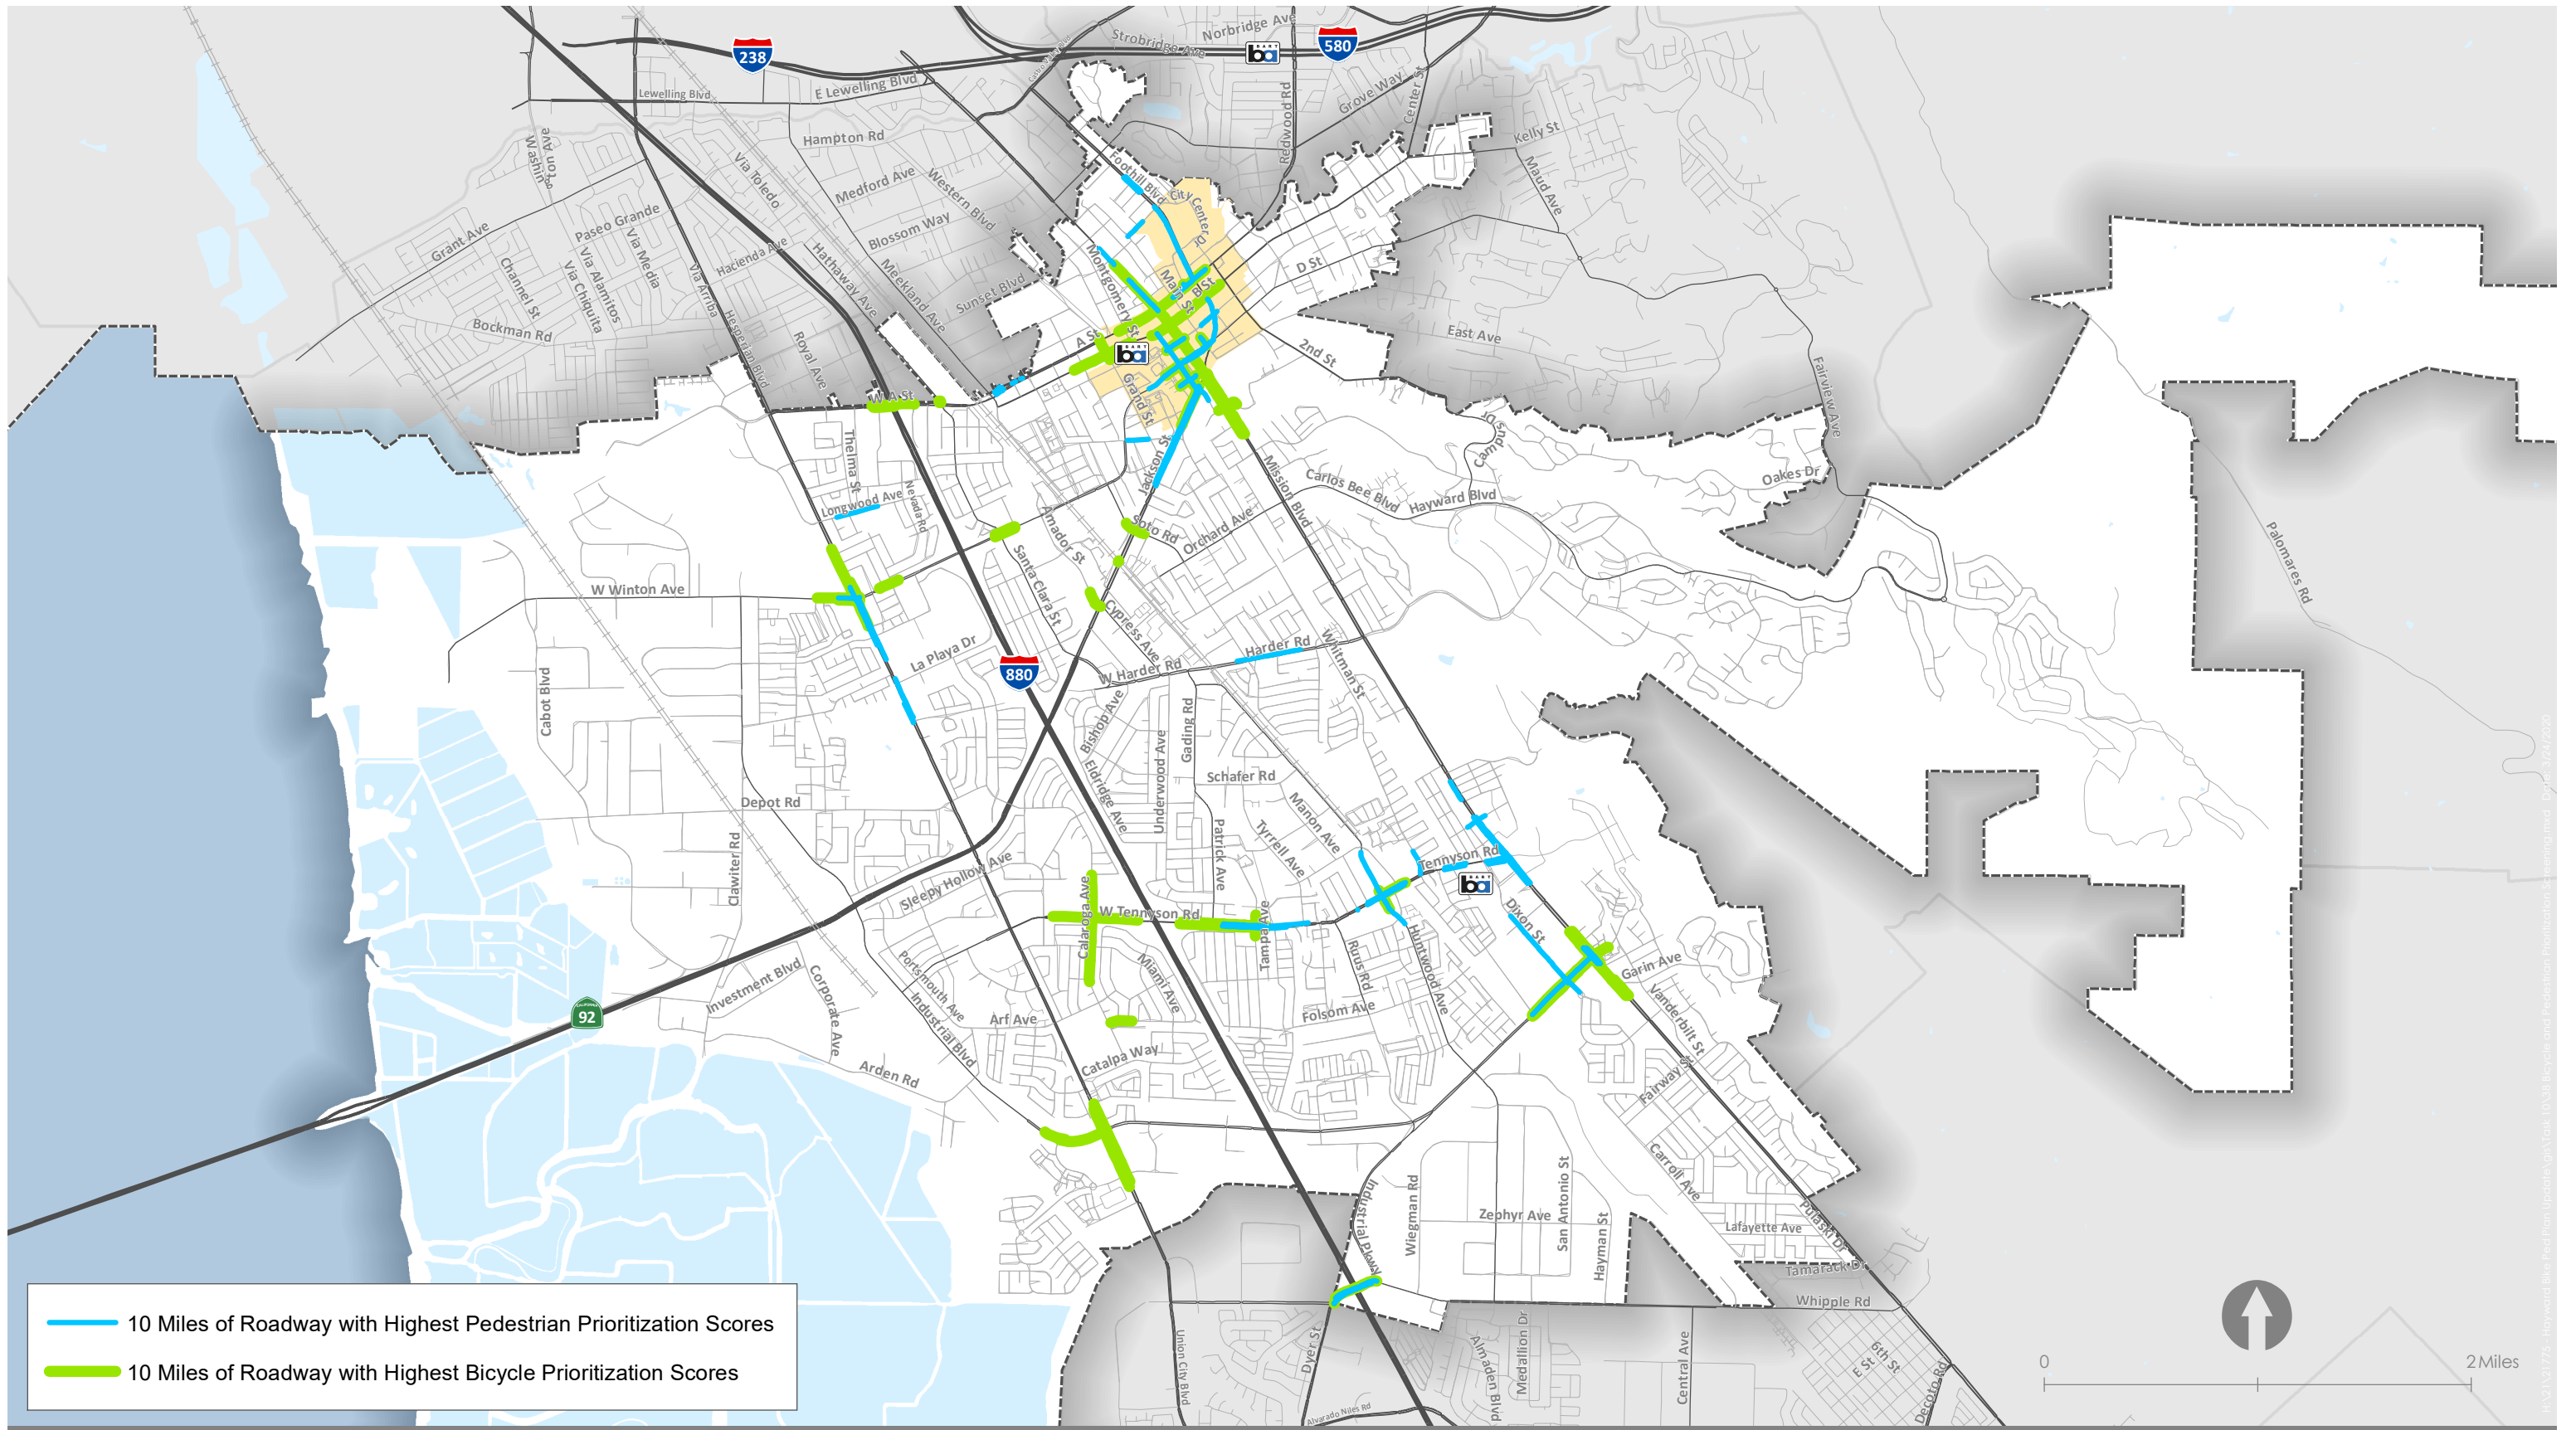 Norbridge Ave
Strobridge Ave
580
238
BART
ba
E Lewelling Blvd
Lewelling Blvd
Redwood Rd
Grove Way
Center St
Hampton Rd
Kelly St
Maud Ave
Washington Ave
Via Toledo
Medford Ave
Western Blvd
Foothill Blvd
City Center Dr
Grant Ave
Paseo Grande
Via Media
Via Alamitos
Via Chiquita
Channel St
Hacienda Ave
Hathaway Ave
Blossom Way
Meekland Ave
Sunset Blvd
Montgomery St
Main St
B St
D St
Via Arriba
Hesperian Blvd
Bockman Rd
Royal Ave
A St
BART
ba
Grand St
East Ave
2nd St
Fairview Ave
W A St
Thelma St
Longwood Ave
Nevada Rd
Jackson St
Mission Blvd
Carlos Bee Blvd
Hayward Blvd
Campus Dr
Oakes Dr
Palomares Rd
Amador St
Soto Rd
Orchard Ave
Santa Clara St
Cypress Ave
W Winton Ave
La Playa Dr
880
W Harder Rd
Harder Rd
Whitman St
Cabot Blvd
Bishop Ave
Gading Rd
Underwood Ave
Eldridge Ave
Schafer Rd
Manon Ave
Tyrrell Ave
Patrick Ave
Depot Rd
Clawiter Rd
Sleepy Hollow Ave
Calaroga Ave
W Tennyson Rd
Tampa Ave
Tennyson Rd
BART
ba
Dixon St
Ruus Rd
Huntwood Ave
Garin Ave
Vanderbilt St
Folsom Ave
Investment Blvd
Corporate Ave
Portsmouth Ave
Industrial Blvd
Miami Ave
Arf Ave
Catalpa Way
Arden Rd
CALIFORNIA
92
Fairway St
Carroll Ave
Industrial Pkwy
Wiegman Rd
Zephyr Ave
San Antonio St
Hayman St
Lafayette Ave
Pulaski Dr
Tamarack Dr
Whipple Rd
Union City Blvd
Dyer St
Alvarado Niles Rd
Almaden Blvd
Medallion Dr
Central Ave
E St
6th St
Decoto Rd
10 Miles of Roadway with Highest Pedestrian Prioritization Scores
10 Miles of Roadway with Highest Bicycle Prioritization Scores
0
2 Miles